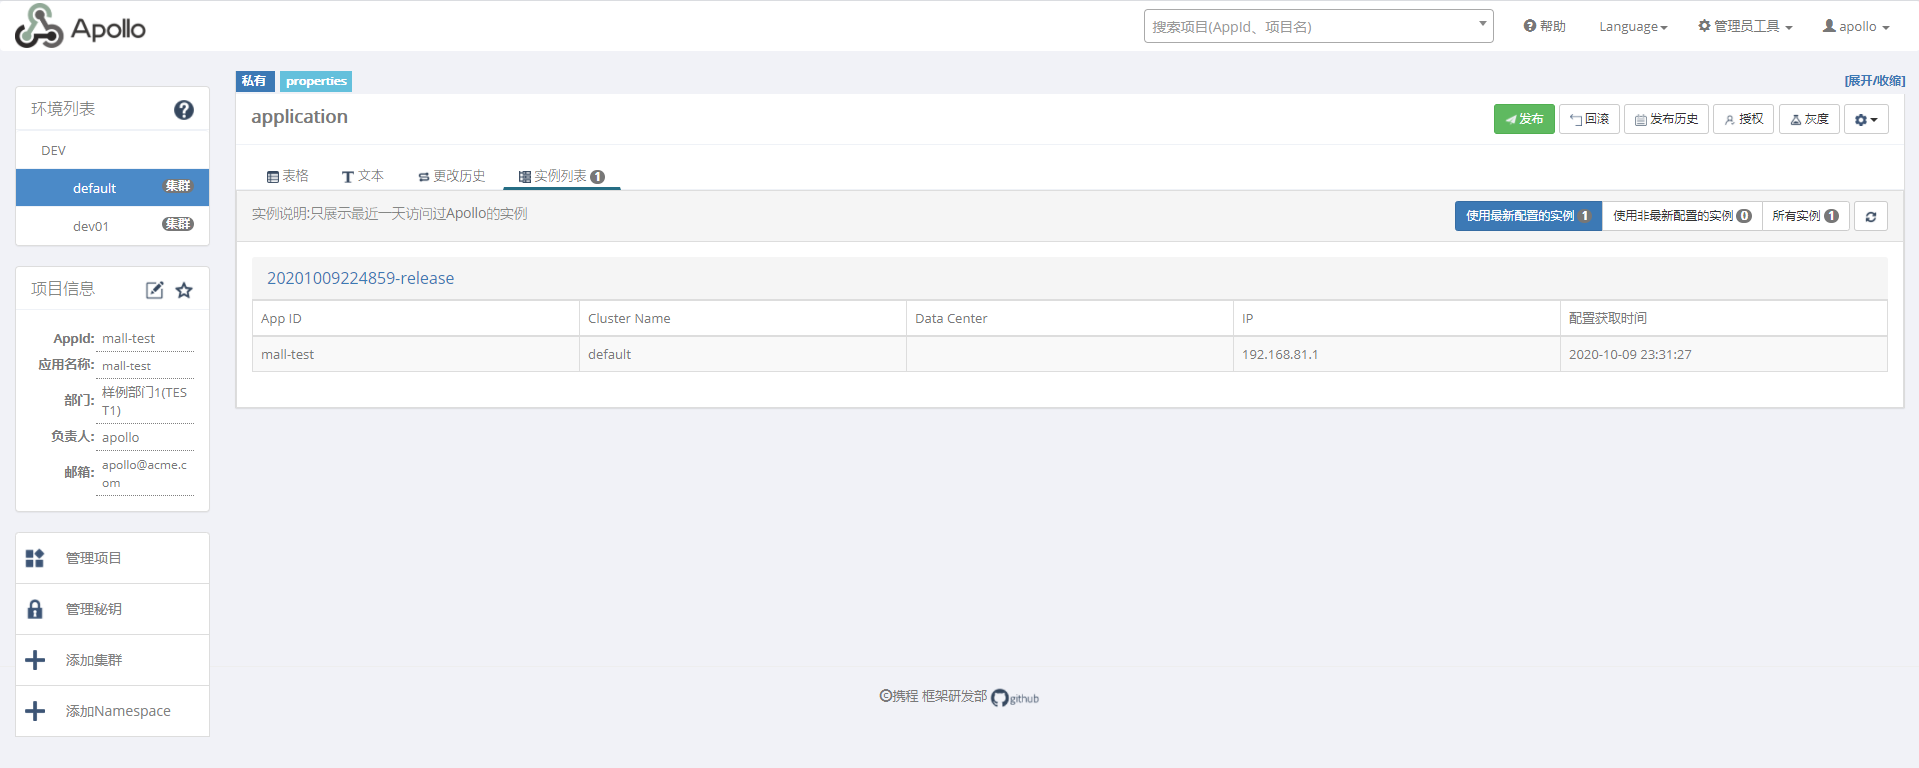 Apollo
搜索项目(AppId、项目名)
帮助
Language
管理员工具
apollo
环境列表
DEV
default 集群
dev01 集群
项目信息
AppId: mall-test
应用名称: mall-test
部门: 样例部门1(TES
T1)
负责人: apollo
邮箱: apollo@acme.c
om
管理项目
管理秘钥
添加集群
添加Namespace
私有 properties
[展开/收缩]
application
发布 回滚 发布历史 授权 灰度
表格 文本 更改历史 实例列表 1
实例说明:只展示最近一天访问过Apollo的实例
使用最新配置的实例 1 使用非最新配置的实例 0 所有实例 1
20201009224859-release
App ID Cluster Name Data Center IP 配置获取时间
mall-test default 192.168.81.1 2020-10-09 23:31:27
©携程 框架研发部 github